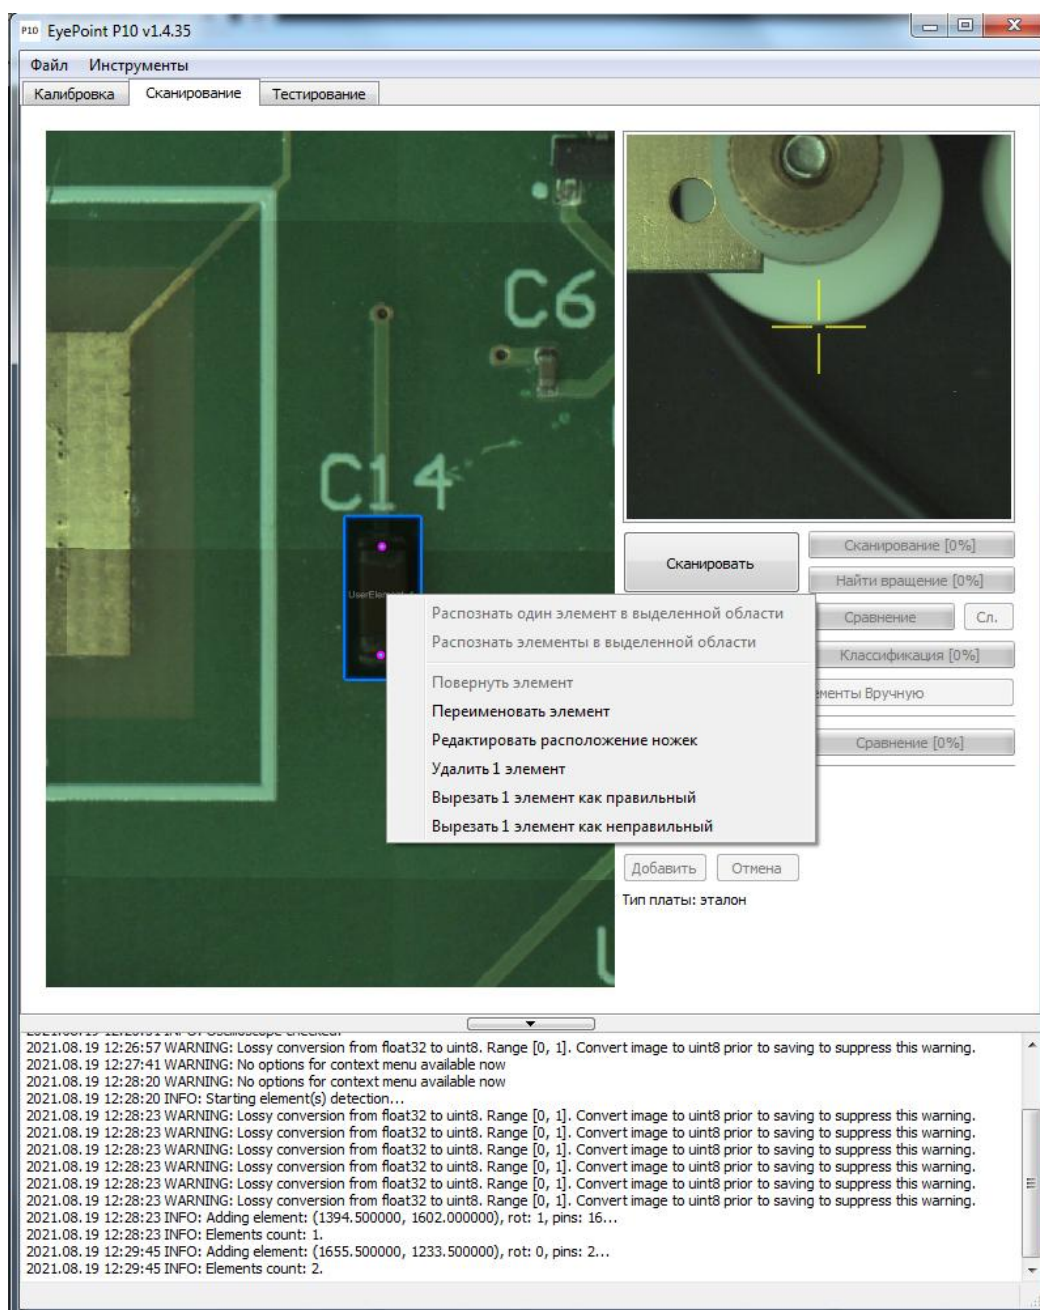 P10 EyePoint P10 v1.4.35
Файл Инструменты
Калибровка Сканирование Тестирование
C6
C14
Сканировать
Сканирование [0%]
Найти вращение [0%]
Сравнение Сл.
Классификация [0%]
Вручную
Сравнение [0%]
Распознать один элемент в выделенной области
Распознать элементы в выделенной области
Повернуть элемент
Переименовать элемент
Редактировать расположение ножек
Удалить 1 элемент
Вырезать 1 элемент как правильный
Вырезать 1 элемент как неправильный
Добавить Отмена
Тип платы: эталон
2021.08.19 12:26:57 WARNING: Lossy conversion from float32 to uint8. Range [0, 1]. Convert image to uint8 prior to saving to suppress this warning.
2021.08.19 12:27:41 WARNING: No options for context menu available now
2021.08.19 12:28:20 WARNING: No options for context menu available now
2021.08.19 12:28:20 INFO: Starting element(s) detection...
2021.08.19 12:28:23 WARNING: Lossy conversion from float32 to uint8. Range [0, 1]. Convert image to uint8 prior to saving to suppress this warning.
2021.08.19 12:28:23 WARNING: Lossy conversion from float32 to uint8. Range [0, 1]. Convert image to uint8 prior to saving to suppress this warning.
2021.08.19 12:28:23 WARNING: Lossy conversion from float32 to uint8. Range [0, 1]. Convert image to uint8 prior to saving to suppress this warning.
2021.08.19 12:28:23 WARNING: Lossy conversion from float32 to uint8. Range [0, 1]. Convert image to uint8 prior to saving to suppress this warning.
2021.08.19 12:28:23 WARNING: Lossy conversion from float32 to uint8. Range [0, 1]. Convert image to uint8 prior to saving to suppress this warning.
2021.08.19 12:28:23 WARNING: Lossy conversion from float32 to uint8. Range [0, 1]. Convert image to uint8 prior to saving to suppress this warning.
2021.08.19 12:28:23 INFO: Adding element: (1394.500000, 1602.000000), rot: 1, pins: 16...
2021.08.19 12:28:23 INFO: Elements count: 1.
2021.08.19 12:29:45 INFO: Adding element: (1655.500000, 1233.500000), rot: 0, pins: 2...
2021.08.19 12:29:45 INFO: Elements count: 2.